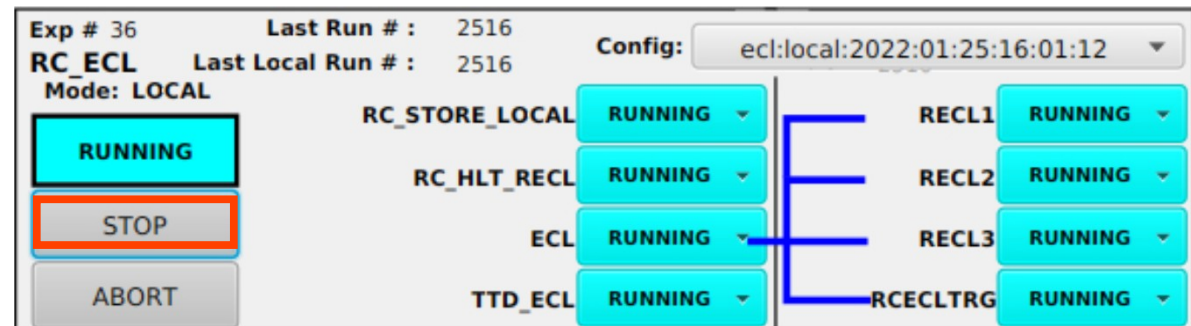 Exp # 36 Last Run # : 2516
Config: ecl:local:2022:01:25:16:01:12
RC_ECL Last Local Run # : 2516
Mode: LOCAL
RC_STORE_LOCAL RUNNING RECL1 RUNNING
RUNNING
RC_HLT_RECL RUNNING RECL2 RUNNING
STOP
ECL RUNNING RECL3 RUNNING
ABORT
TTD_ECL RUNNING RCECLTRG RUNNING